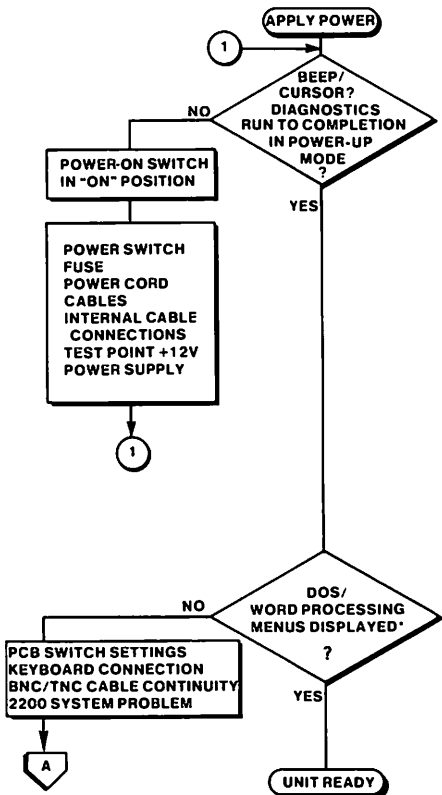 APPLY POWER
1
BEEP/
CURSOR?
DIAGNOSTICS
RUN TO COMPLETION
IN POWER-UP
MODE
?
NO
YES
POWER-ON SWITCH
IN "ON" POSITION
POWER SWITCH
FUSE
POWER CORD
CABLES
INTERNAL CABLE
CONNECTIONS
TEST POINT +12V
POWER SUPPLY
1
DOS/
WORD PROCESSING
MENUS DISPLAYED*
?
NO
YES
PCB SWITCH SETTINGS
KEYBOARD CONNECTION
BNC/TNC CABLE CONTINUITY
2200 SYSTEM PROBLEM
A
UNIT READY